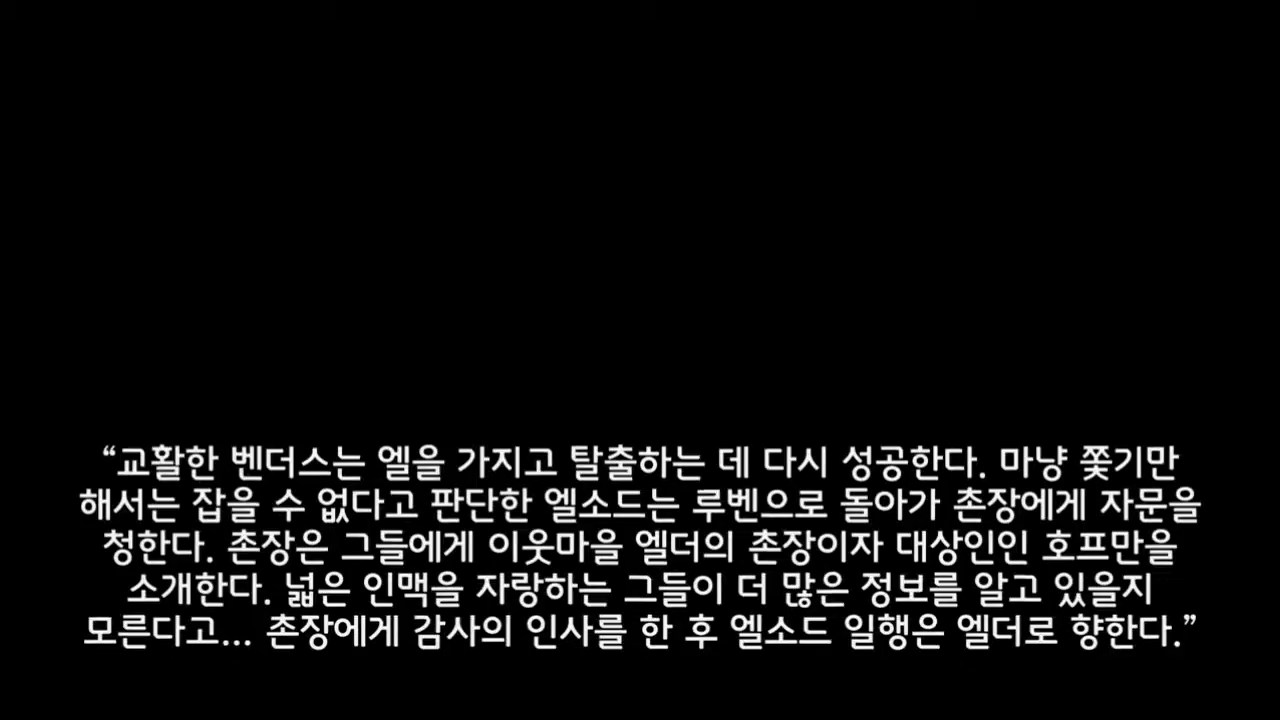 “교활한 벤더스는 엘을 가지고 탈출하는 데 다시 성공한다. 마냥 쫓기만
해서는 잡을 수 없다고 판단한 엘소드는 루벤으로 돌아가 촌장에게 자문을
청한다. 촌장은 그들에게 이웃마을 엘더의 촌장이자 대상인인 호프만을
소개한다. 넓은 인맥을 자랑하는 그들이 더 많은 정보를 알고 있을지
모른다고... 촌장에게 감사의 인사를 한 후 엘소드 일행은 엘더로 향한다.”